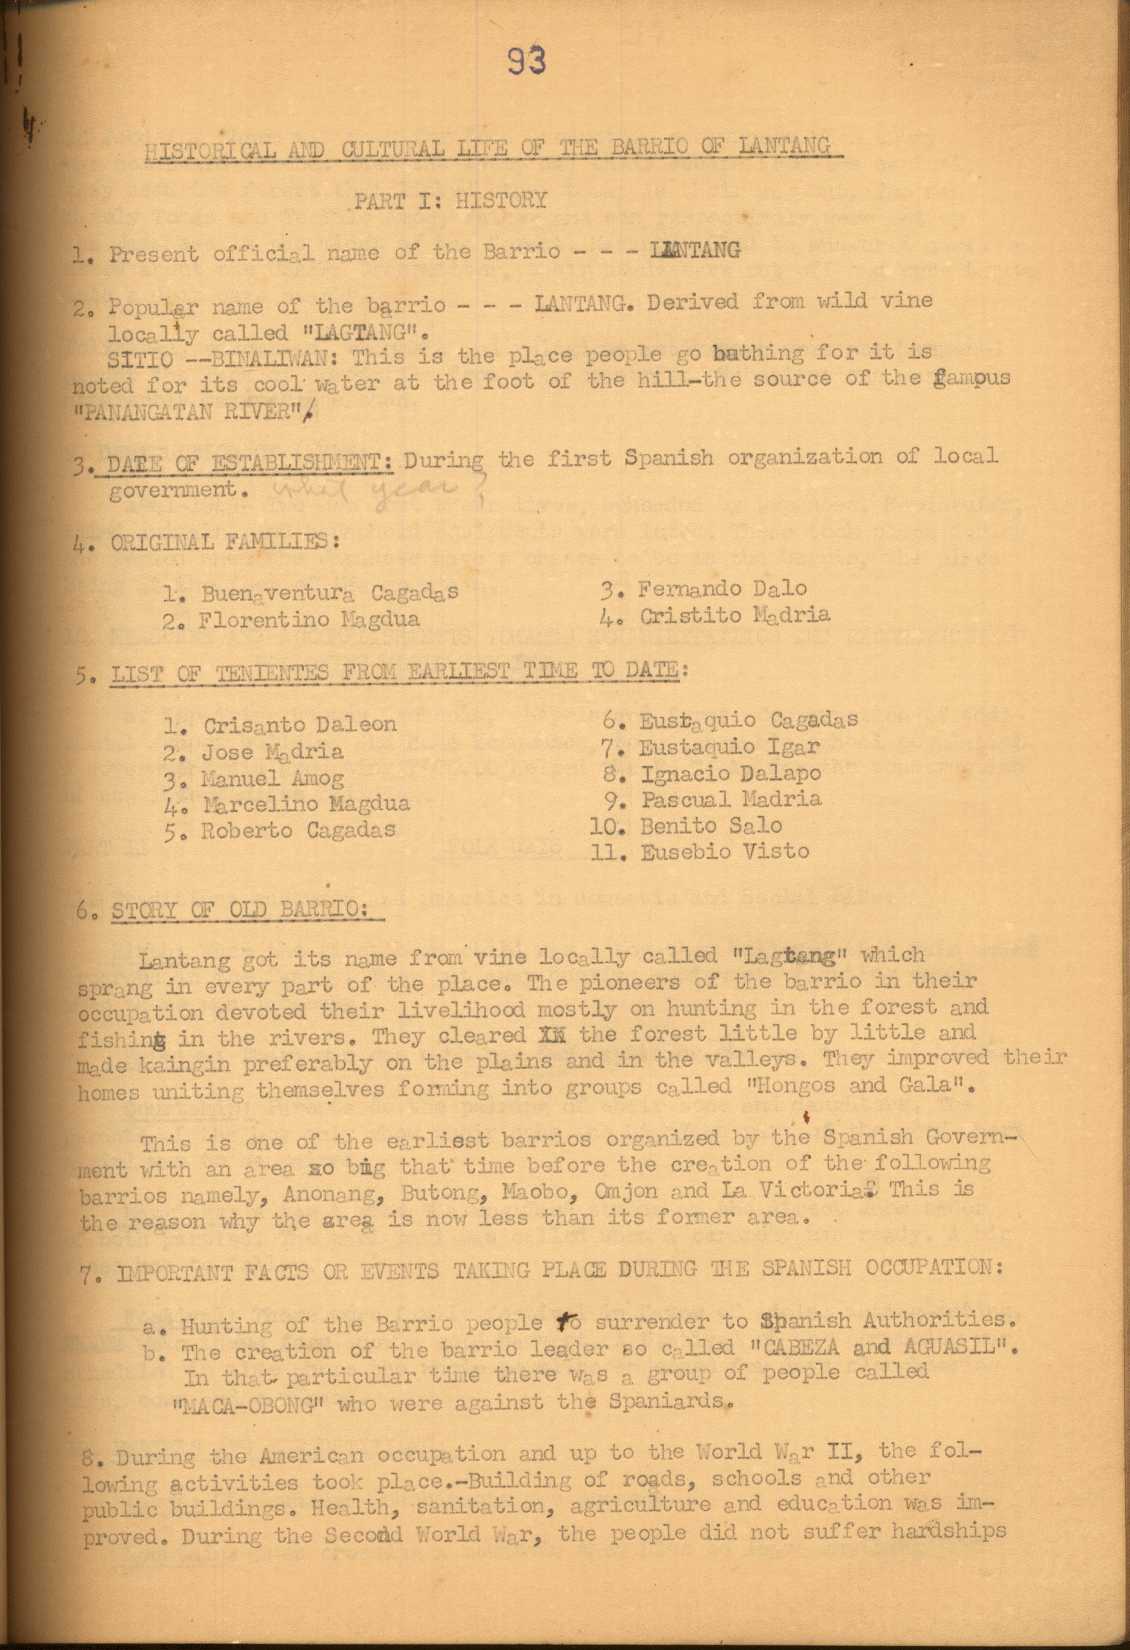 93
HISTORICAL AND CULTURAL LIFE OF THE BARRIO OF LANTANG
PART I: HISTORY
1. Present official name of the Barrio - - - LANTANG
2. Popular name of the barrio - - - LANTANG. Derived from wild vine
locally called "LAGTANG".
SITIO --BINALIWAN: This is the place people go bathing for it is
noted for its cool water at the foot of the hill-the source of the famous
"PANANGATAN RIVER".
3. DATE OF ESTABLISHMENT: During the first Spanish organization of local
government. what year?
4. ORIGINAL FAMILIES:
1. Buenaventura Cagadas 3. Fernando Dalo
2. Florentino Magdua 4. Cristito Madria
5. LIST OF TENIENTES FROM EARLIEST TIME TO DATE:
1. Crisanto Daleon 6. Eustaquio Cagadas
2. Jose Madria 7. Eustaquio Igar
3. Manuel Amog 8. Ignacio Dalapo
4. Marcelino Magdua 9. Pascual Madria
5. Roberto Cagadas 10. Benito Salo
11. Eusebio Visto
6. STORY OF OLD BARRIO:
Lantang got its name from vine locally called "Lagtang" which
sprang in every part of the place. The pioneers of the barrio in their
occupation devoted their livelihood mostly on hunting in the forest and
fishing in the rivers. They cleared the forest little by little and
made kaingin preferably on the plains and in the valleys. They improved their
homes uniting themselves forming into groups called "Hongos and Gala".
This is one of the earliest barrios organized by the Spanish Govern-
ment with an area so big that time before the creation of the following
barrios namely, Anonang, Butong, Maobo, Omjon and La Victoria. This is
the reason why the area is now less than its former area.
7. IMPORTANT FACTS OR EVENTS TAKING PLACE DURING THE SPANISH OCCUPATION:
a. Hunting of the Barrio people to surrender to Spanish Authorities.
b. The creation of the barrio leader so called "CABEZA and AGUASIL".
In that particular time there was a group of people called
"MACA-OBONG" who were against the Spaniards.
8. During the American occupation and up to the World War II, the fol-
lowing activities took place.-Building of roads, schools and other
public buildings. Health, sanitation, agriculture and education was im-
proved. During the Second World War, the people did not suffer hardships